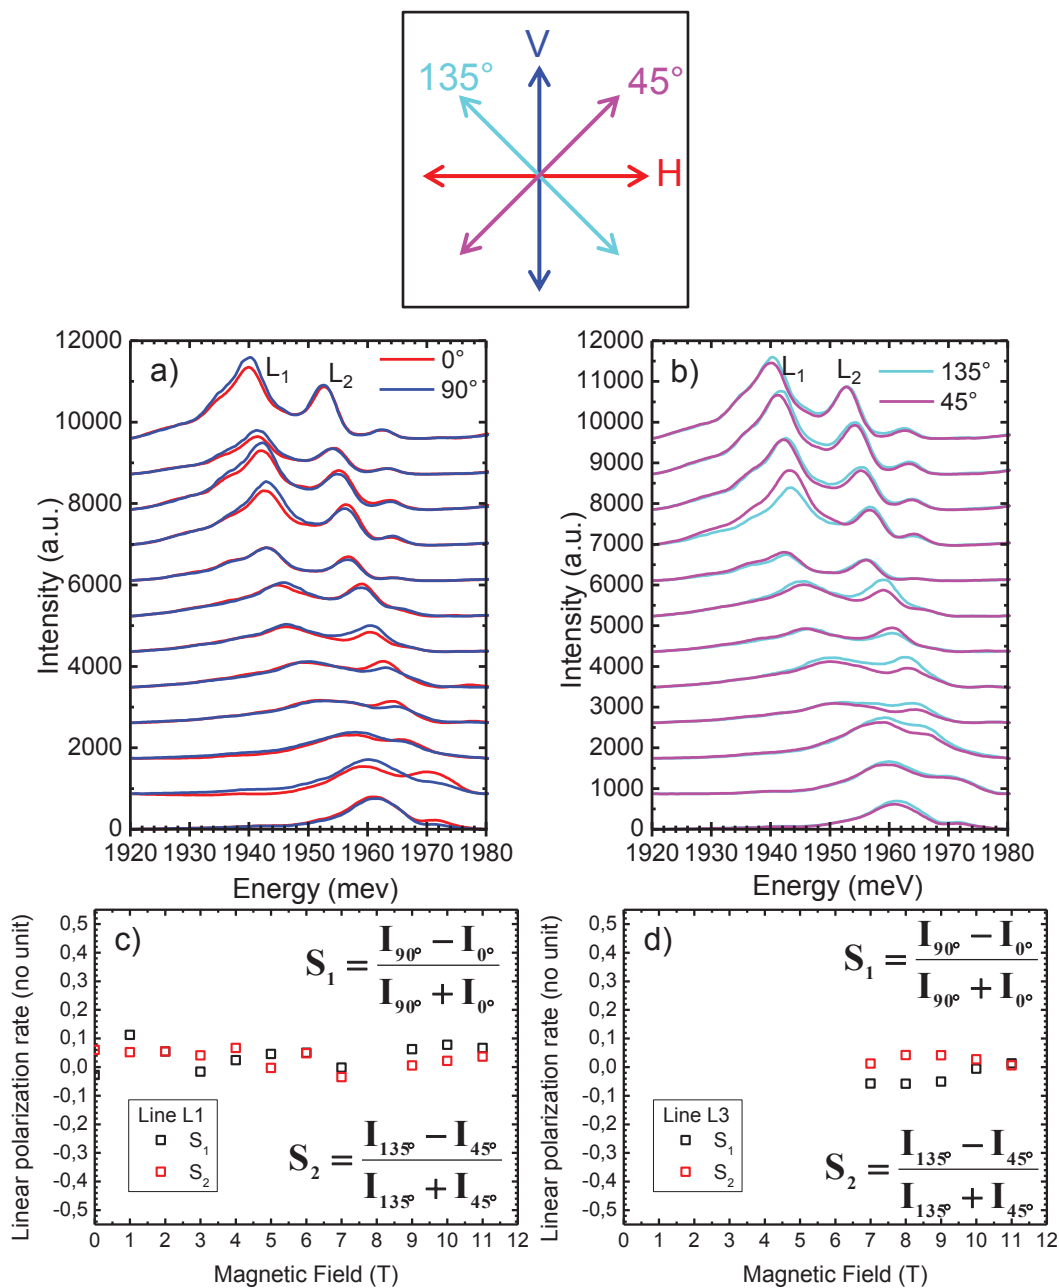 V
135°
45°
H
a)
L1
L2
0°
90°
12000
10000
8000
6000
4000
2000
0
Intensity (a.u.)
1920 1930 1940 1950 1960 1970 1980
Energy (mev)
b)
L1
L2
135°
45°
12000
11000
10000
9000
8000
7000
6000
5000
4000
3000
2000
1000
0
Intensity (a.u.)
1920 1930 1940 1950 1960 1970 1980
Energy (meV)
c)
S1 = (I90° − I0°) / (I90° + I0°)
0,5
0,4
0,3
0,2
0,1
0,0
-0,1
-0,2
-0,3
-0,4
-0,5
Linear polarization rate (no unit)
Line L1
S1
S2
S2 = (I135° − I45°) / (I135° + I45°)
0 1 2 3 4 5 6 7 8 9 10 11 12
Magnetic Field (T)
d)
S1 = (I90° − I0°) / (I90° + I0°)
0,5
0,4
0,3
0,2
0,1
0,0
-0,1
-0,2
-0,3
-0,4
-0,5
Linear polarization rate (no unit)
Line L3
S1
S2
S2 = (I135° − I45°) / (I135° + I45°)
0 1 2 3 4 5 6 7 8 9 10 11 12
Magnetic Field (T)